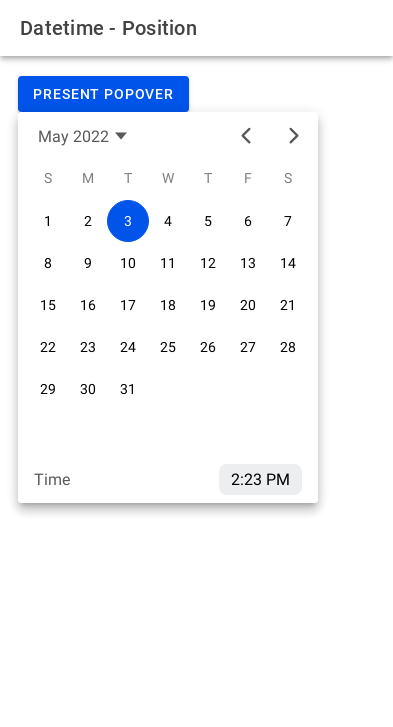 Datetime - Position
PRESENT POPOVER
May 2022
S M T W T F S
1 2 3 4 5 6 7
8 9 10 11 12 13 14
15 16 17 18 19 20 21
22 23 24 25 26 27 28
29 30 31
Time 2:23 PM